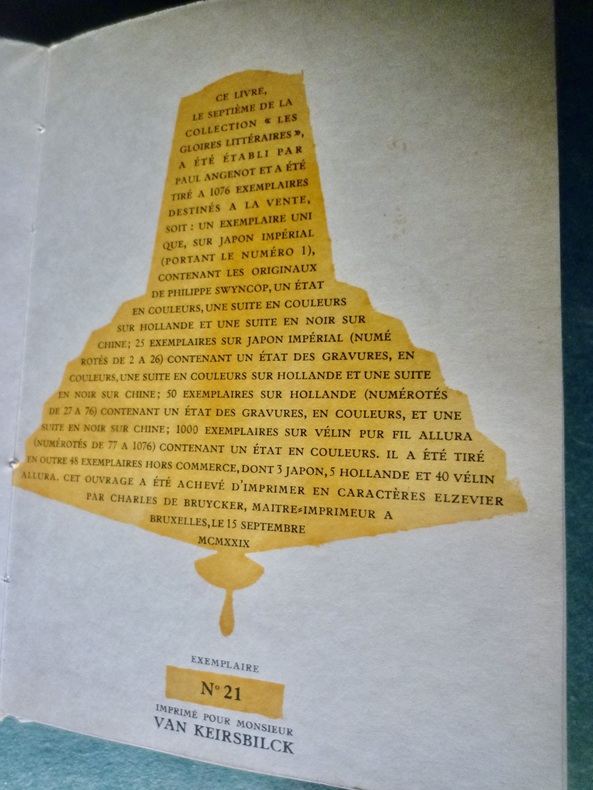 CE LIVRE,
LE SEPTIÈME DE LA
COLLECTION « LES
GLOIRES LITTÉRAIRES »,
A ÉTÉ ÉTABLI PAR
PAUL ANGENOT ET A ÉTÉ
TIRÉ A 1076 EXEMPLAIRES
DESTINÉS A LA VENTE,
SOIT : UN EXEMPLAIRE UNI
QUE, SUR JAPON IMPÉRIAL
(PORTANT LE NUMÉRO 1),
CONTENANT LES ORIGINAUX
DE PHILIPPE SWYNCOP, UN ÉTAT
EN COULEURS, UNE SUITE EN COULEURS
SUR HOLLANDE ET UNE SUITE EN NOIR SUR
CHINE ; 25 EXEMPLAIRES SUR JAPON IMPÉRIAL (NUMÉ
ROTÉS DE 2 A 26) CONTENANT UN ÉTAT DES GRAVURES, EN
COULEURS, UNE SUITE EN COULEURS SUR HOLLANDE ET UNE SUITE
EN NOIR SUR CHINE ; 50 EXEMPLAIRES SUR HOLLANDE (NUMÉROTÉS
DE 27 A 76) CONTENANT UN ÉTAT DES GRAVURES, EN COULEURS, ET UNE
SUITE EN NOIR SUR CHINE ; 1000 EXEMPLAIRES SUR VÉLIN PUR FIL ALLURA
(NUMÉROTÉS DE 77 A 1076) CONTENANT UN ÉTAT EN COULEURS. IL A ÉTÉ TIRÉ
EN OUTRE 48 EXEMPLAIRES HORS COMMERCE, DONT 3 JAPON, 5 HOLLANDE ET 40 VÉLIN
ALLURA. CET OUVRAGE A ÉTÉ ACHEVÉ D'IMPRIMER EN CARACTÈRES ELZEVIER
PAR CHARLES DE BRUYCKER, MAITRE=IMPRIMEUR A
BRUXELLES, LE 15 SEPTEMBRE
MCMXXIX
EXEMPLAIRE
N° 21
IMPRIMÉ POUR MONSIEUR
VAN KEIRSBILCK